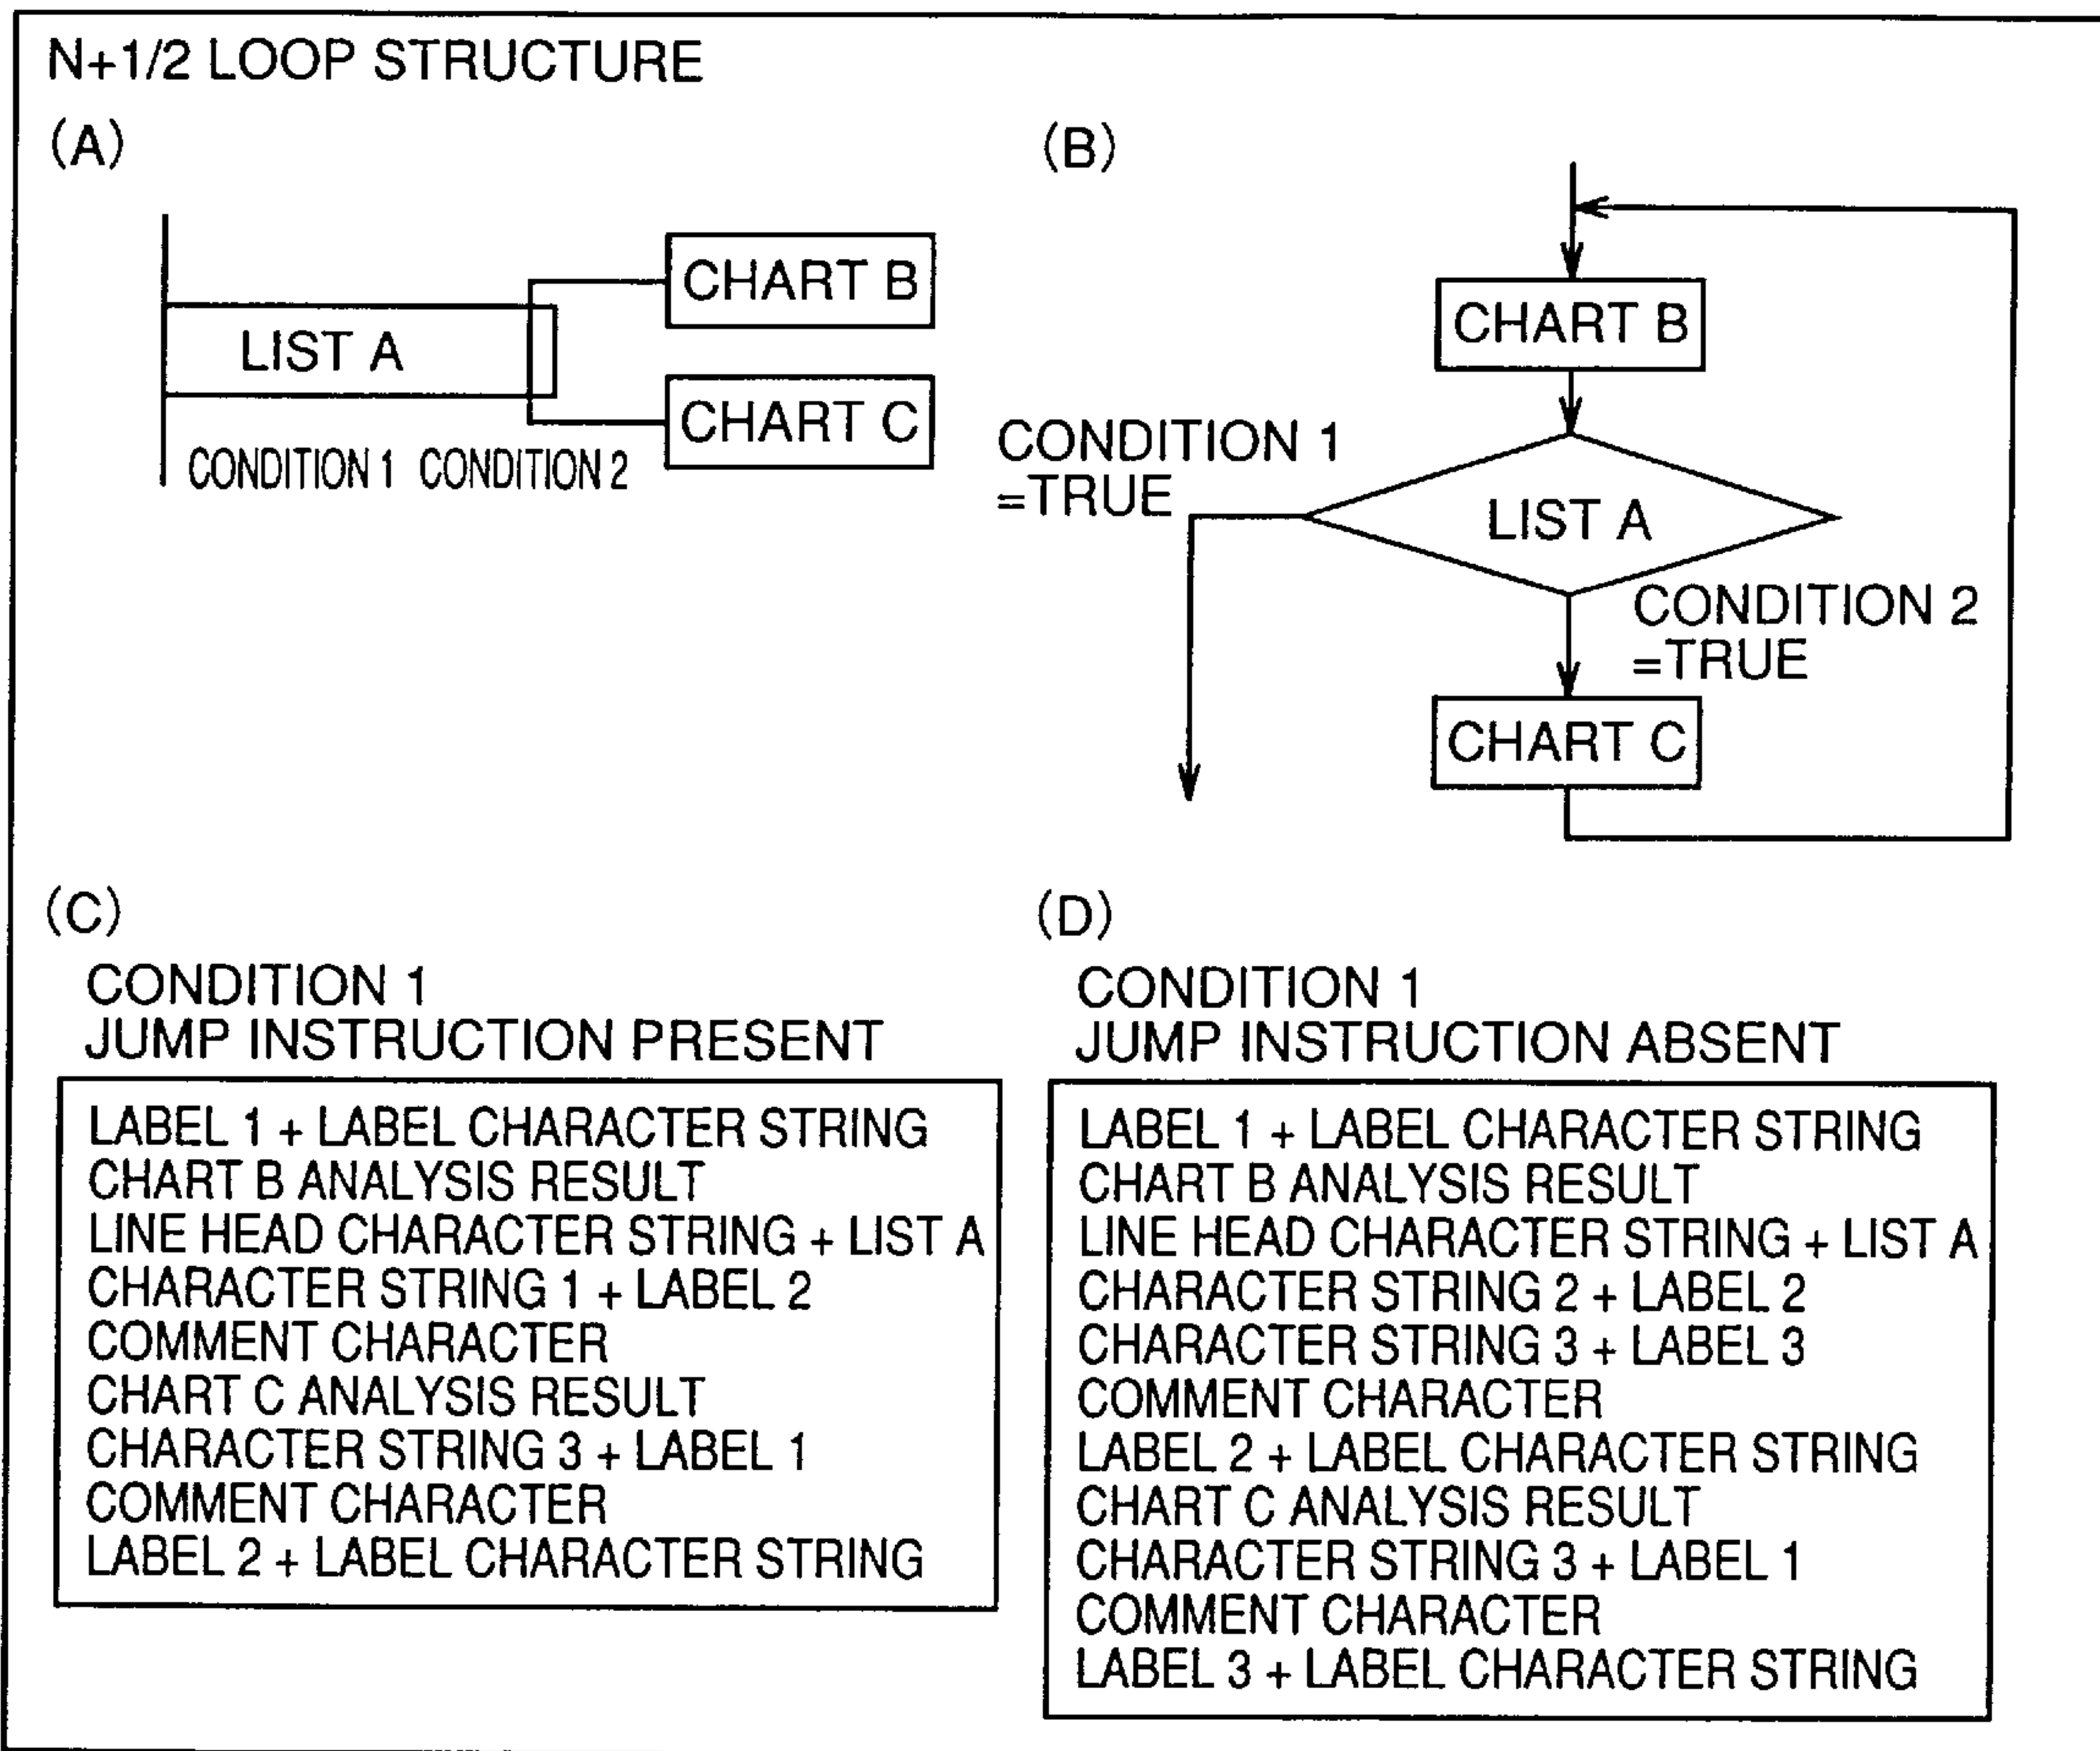 N+1/2 LOOP STRUCTURE
(A)
CHART B
LIST A
CHART C
CONDITION 1 CONDITION 2
(B)
CHART B
CONDITION 1
=TRUE
LIST A
CONDITION 2
=TRUE
CHART C
(C)
CONDITION 1
JUMP INSTRUCTION PRESENT
LABEL 1 + LABEL CHARACTER STRING
CHART B ANALYSIS RESULT
LINE HEAD CHARACTER STRING + LIST A
CHARACTER STRING 1 + LABEL 2
COMMENT CHARACTER
CHART C ANALYSIS RESULT
CHARACTER STRING 3 + LABEL 1
COMMENT CHARACTER
LABEL 2 + LABEL CHARACTER STRING
(D)
CONDITION 1
JUMP INSTRUCTION ABSENT
LABEL 1 + LABEL CHARACTER STRING
CHART B ANALYSIS RESULT
LINE HEAD CHARACTER STRING + LIST A
CHARACTER STRING 2 + LABEL 2
CHARACTER STRING 3 + LABEL 3
COMMENT CHARACTER
LABEL 2 + LABEL CHARACTER STRING
CHART C ANALYSIS RESULT
CHARACTER STRING 3 + LABEL 1
COMMENT CHARACTER
LABEL 3 + LABEL CHARACTER STRING